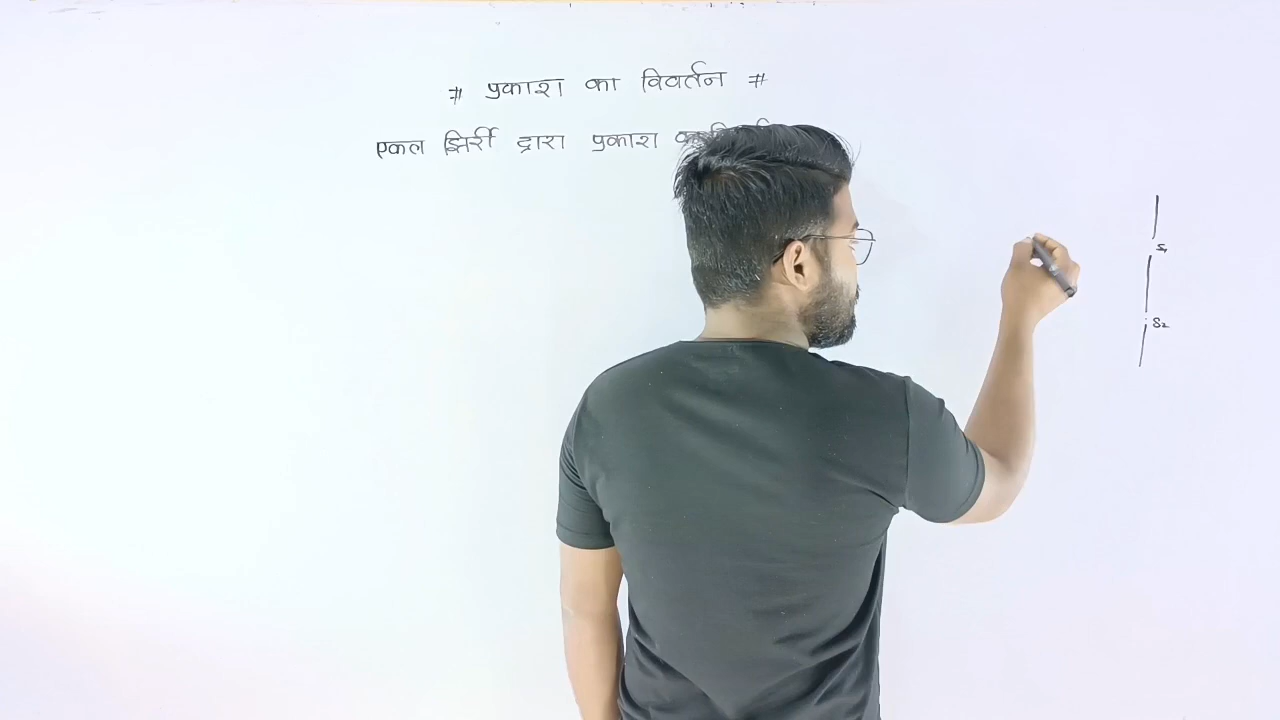 # प्रकाश का विवर्तन #
एकल झिर्री द्वारा प्रकाश का
S₁
S₂